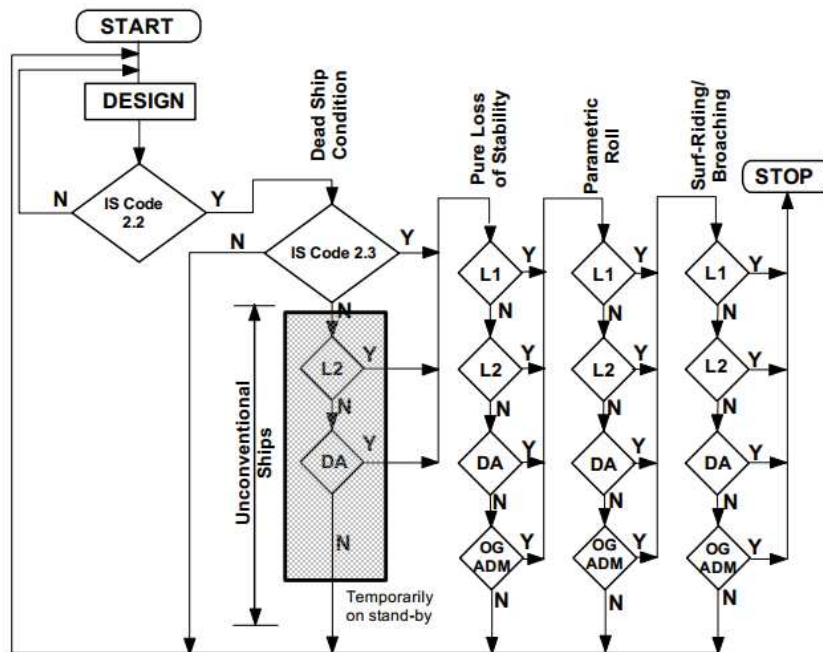 START
DESIGN
N
IS Code
2.2
Y
Dead Ship
Condition
N
IS Code 2.3
Y
N
L2
Y
N
DA
Y
N
Unconventional
Ships
Temporarily
on stand-by
Pure Loss
of Stability
L1
Y
N
L2
Y
N
DA
Y
N
OG
ADM
Y
N
Parametric
Roll
L1
Y
N
L2
Y
N
DA
Y
N
OG
ADM
Y
N
Surf-Riding/
Broaching
L1
Y
N
L2
Y
N
DA
Y
N
OG
ADM
Y
N
STOP